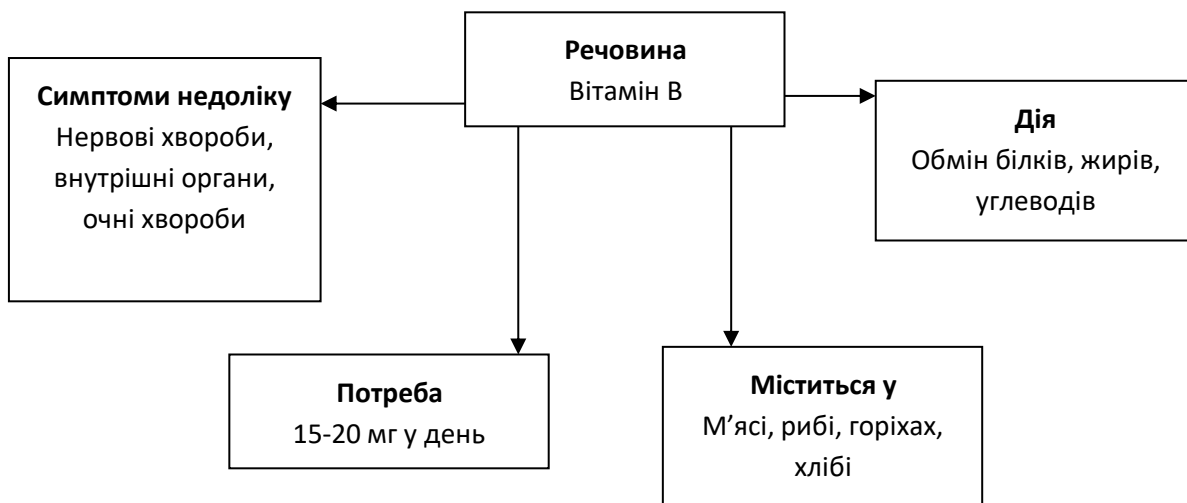 Речовина
Вітамін В
Симптоми недоліку
Нервові хвороби,
внутрішні органи,
очні хвороби
Дія
Обмін білків, жирів,
углеводів
Потреба
15-20 мг у день
Міститься у
М’ясі, рибі, горіхах,
хлібі